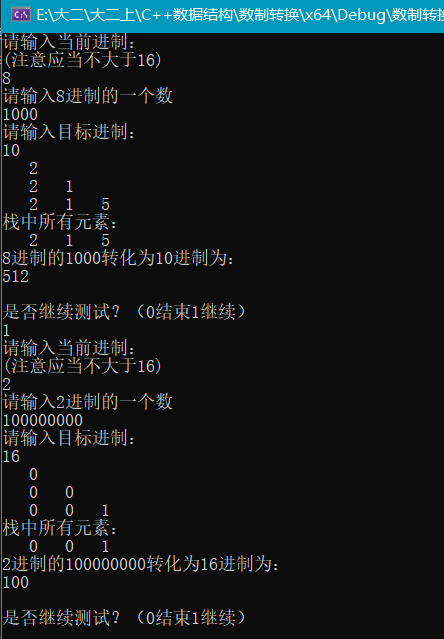 E:\大二\大二上\C++数据结构\数制转换\x64\Debug\数制转换
请输入当前进制:
(注意应当不大于16)
8
请输入8进制的一个数
1000
请输入目标进制:
10
2
2 1
2 1 5
栈中所有元素:
2 1 5
8进制的1000转化为10进制为:
512
是否继续测试? (0结束1继续)
1
请输入当前进制:
(注意应当不大于16)
2
请输入2进制的一个数
100000000
请输入目标进制:
16
0
0 0
0 0 1
栈中所有元素:
0 0 1
2进制的100000000转化为16进制为:
100
是否继续测试? (0结束1继续)